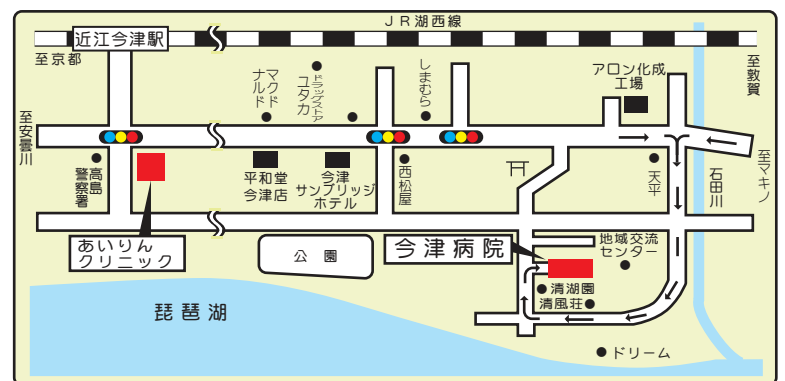 JR湖西線
近江今津駅
至京都
至敦賀
マクド
ナルド
ドラッグストア
ユタカ
しまむら
アロン化成
工場
至安曇川
至マキノ
高島
警察署
平和堂
今津店
今津
サンブリッジ
ホテル
西松屋
天平
石田川
あいりん
クリニック
公園
今津病院
地域交流
センター
清湖園
清風荘
琵琶湖
ドリーム